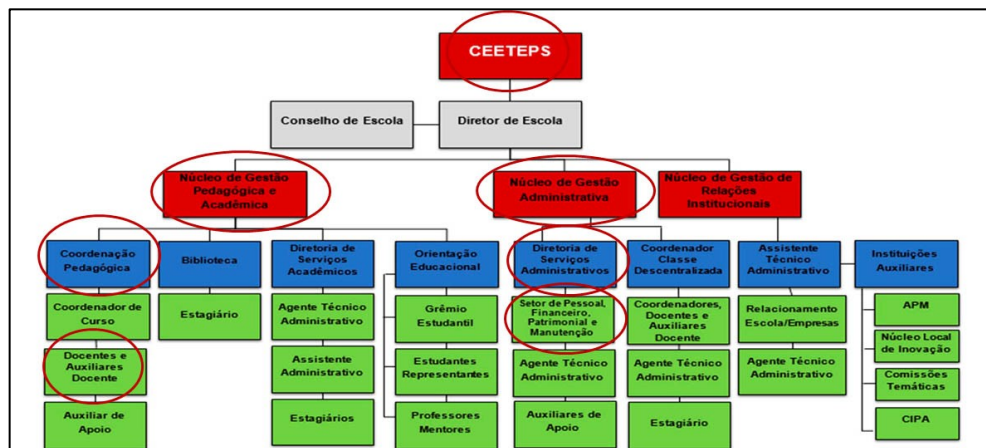 CEETEPS
Conselho de Escola
Diretor de Escola
Núcleo de Gestão
Pedagógica e
Acadêmica
Núcleo de Gestão
Administrativa
Núcleo de Gestão de
Relações
Institucionais
Coordenação
Pedagógica
Biblioteca
Diretoria de
Serviços
Acadêmicos
Orientação
Educacional
Diretoria de
Serviços
Administrativos
Coordenador
Classe
Descentralizada
Assistente
Técnico
Administrativo
Instituições
Auxiliares
Coordenador de
Curso
Estagiário
Agente Técnico
Administrativo
Grêmio
Estudantil
Setor de Pessoal,
Financeiro,
Patrimonial e
Manutenção
Coordenadores,
Docentes e
Auxiliares
Docente
Relacionamento
Escola/Empresas
APM
Docentes e
Auxiliares
Docente
Assistente
Administrativo
Estudantes
Representantes
Agente Técnico
Administrativo
Agente Técnico
Administrativo
Agente Técnico
Administrativo
Núcleo Local
de Inovação
Comissões
Temáticas
Auxiliar de
Apoio
Estagiários
Professores
Mentores
Auxiliares de
Apoio
Estagiário
CIPA